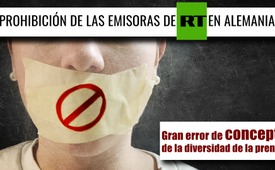 PROHIBICIÓN DE LAS EMISORAS DE RT EN ALEMANIA
Gran error de concept
de la diversidad de la pren